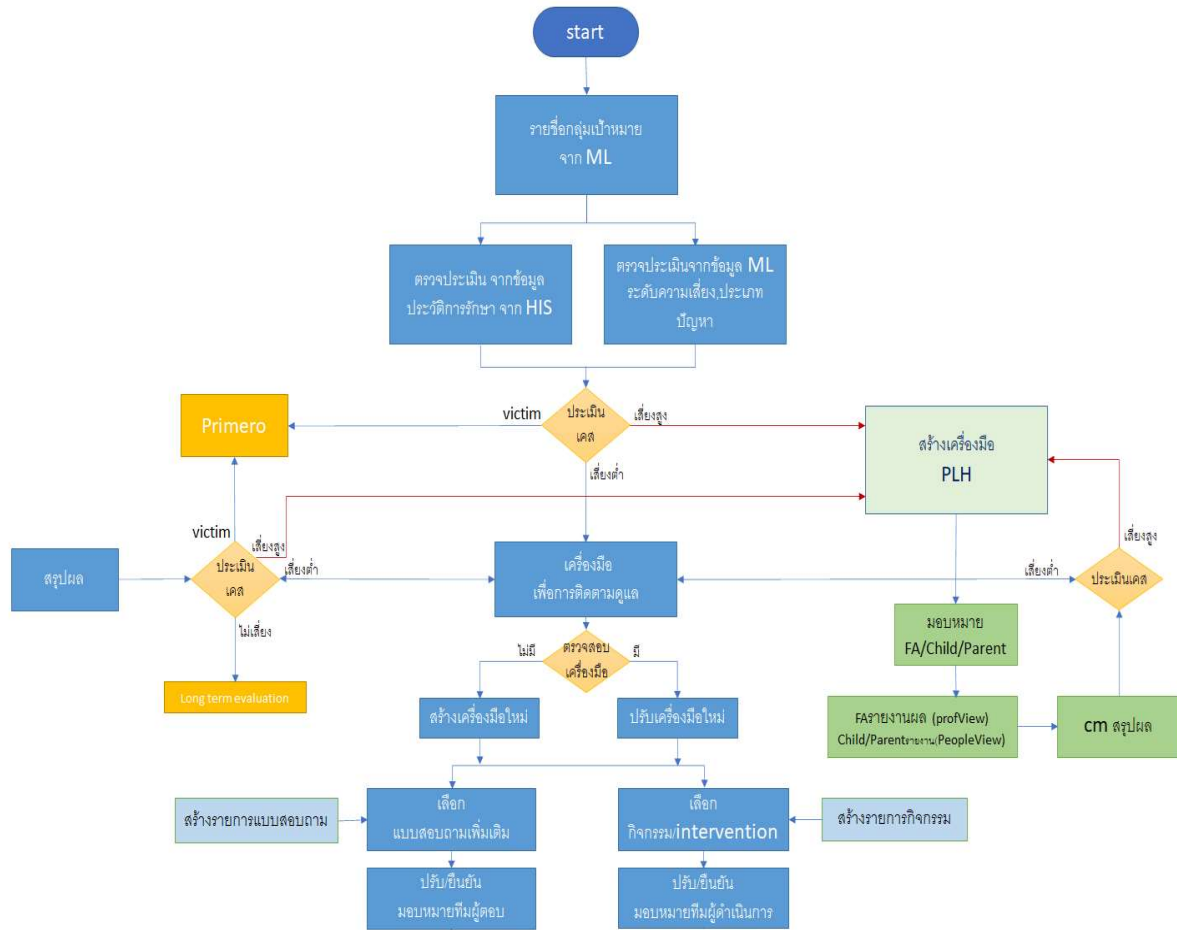 start
รายชื่อกลุ่มเป้าหมาย
จาก ML
ตรวจประเมิน จากข้อมูล
ประวัติการรักษา จาก HIS
ตรวจประเมินจากข้อมูล ML
ระดับความเสี่ยง,ประเภท
ปัญหา
Primero
victim
ประเมิน
เคส
เสี่ยงสูง
เสี่ยงต่ำ
สร้างเครื่องมือ
PLH
victim
เสี่ยงสูง
เสี่ยงสูง
สรุปผล
ประเมิน
เคส
เสี่ยงต่ำ
เครื่องมือ
เพื่อการติดตามดูแล
เสี่ยงต่ำ
ประเมินเคส
ไม่เสี่ยง
มอบหมาย
FA/Child/Parent
ไม่มี
ตรวจสอบ
เครื่องมือ
มี
Long term evaluation
สร้างเครื่องมือใหม่
ปรับเครื่องมือใหม่
FAรายงานผล (profView)
Child/Parentรายงาน(PeopleView)
cm สรุปผล
สร้างรายการแบบสอบถาม
เลือก
แบบสอบถามเพิ่มเติม
เลือก
กิจกรรม/intervention
สร้างรายการกิจกรรม
ปรับ/ยืนยัน
มอบหมายทีมผู้ตอบ
ปรับ/ยืนยัน
มอบหมายทีมผู้ดำเนินการ